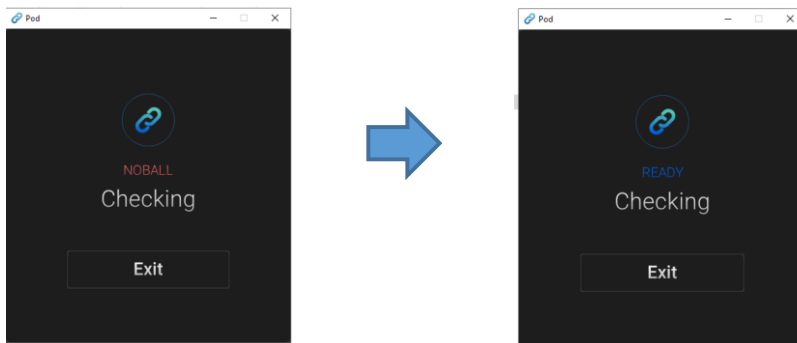 Pod
NOBALL
Checking
Exit
Pod
READY
Checking
Exit